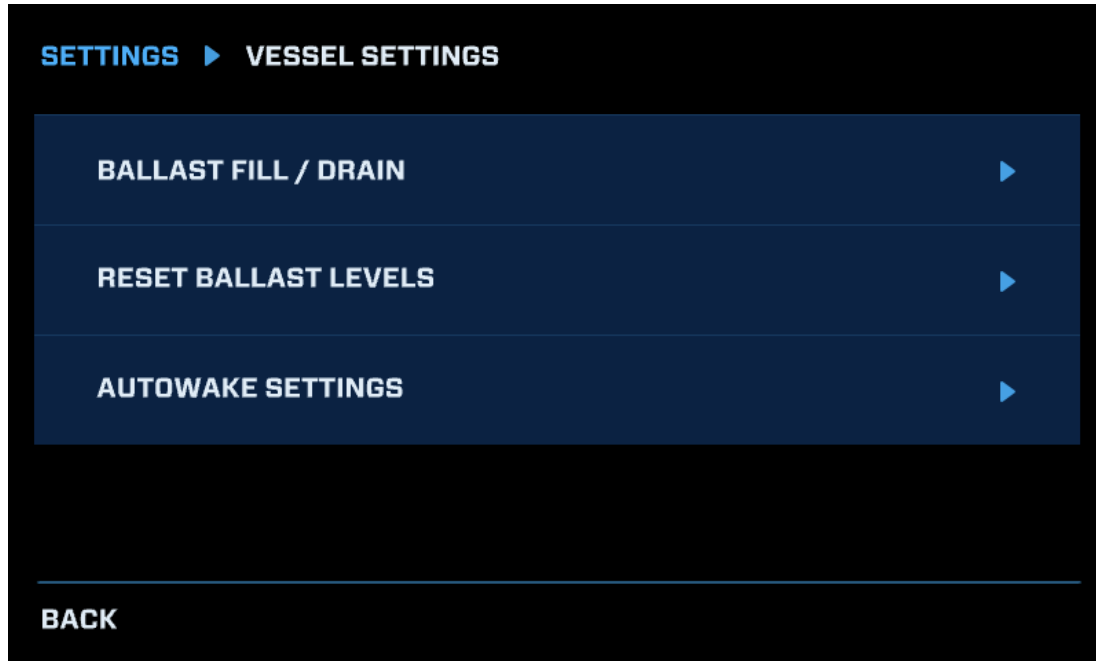 SETTINGS ▶ VESSEL SETTINGS
BALLAST FILL / DRAIN
RESET BALLAST LEVELS
AUTOWAKE SETTINGS
BACK